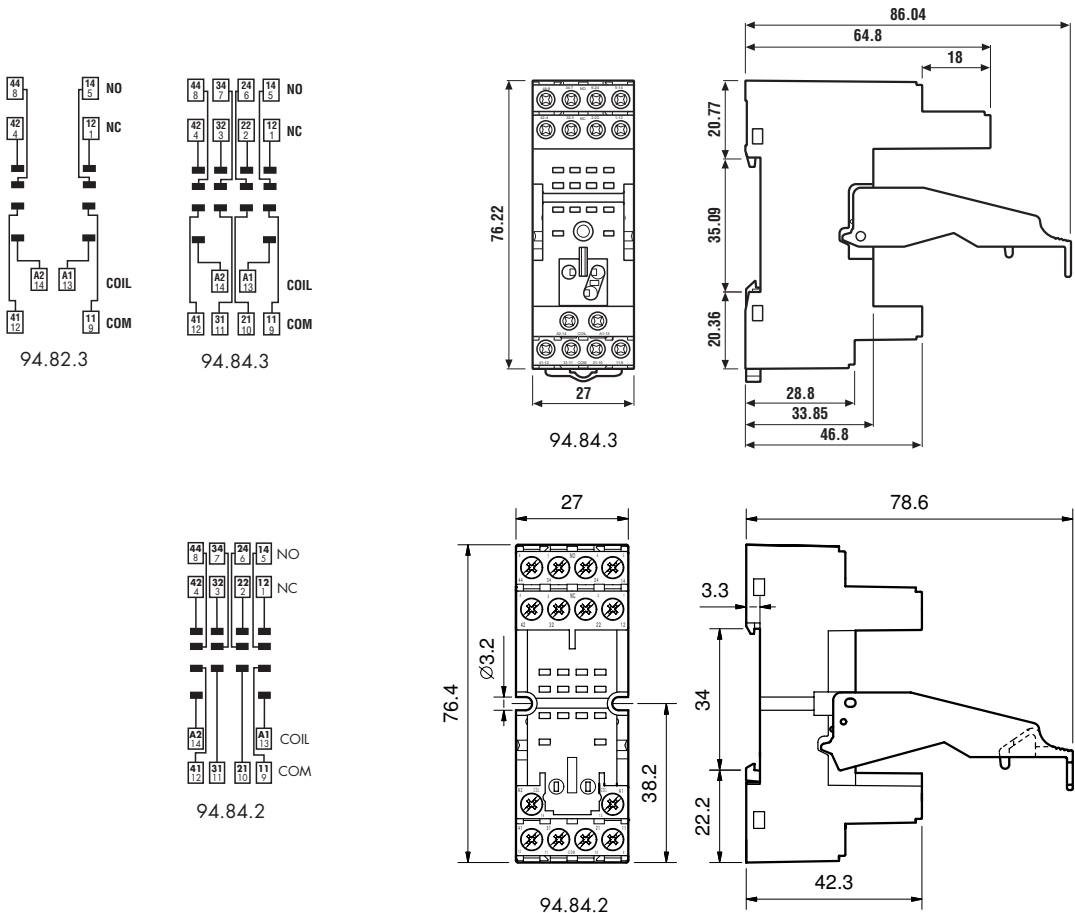 86.04
64.8
18
44 8
14 5
NO
42 4
12 1
NC
A2 14
A1 13
COIL
41 12
11 9
COM
94.82.3
44 8
34 7
24 6
14 5
NO
42 4
32 3
22 2
12 1
NC
A2 14
A1 13
COIL
41 12
31 11
21 10
11 9
COM
94.84.3
76.22
27
94.84.3
20.77
35.09
20.36
28.8
33.85
46.8
44 8
34 7
24 6
14 5
NO
42 4
32 3
22 2
12 1
NC
A2 14
A1 13
COIL
41 12
31 11
21 10
11 9
COM
94.84.2
27
76.4
Ø3.2
38.2
94.84.2
78.6
3.3
34
22.2
42.3